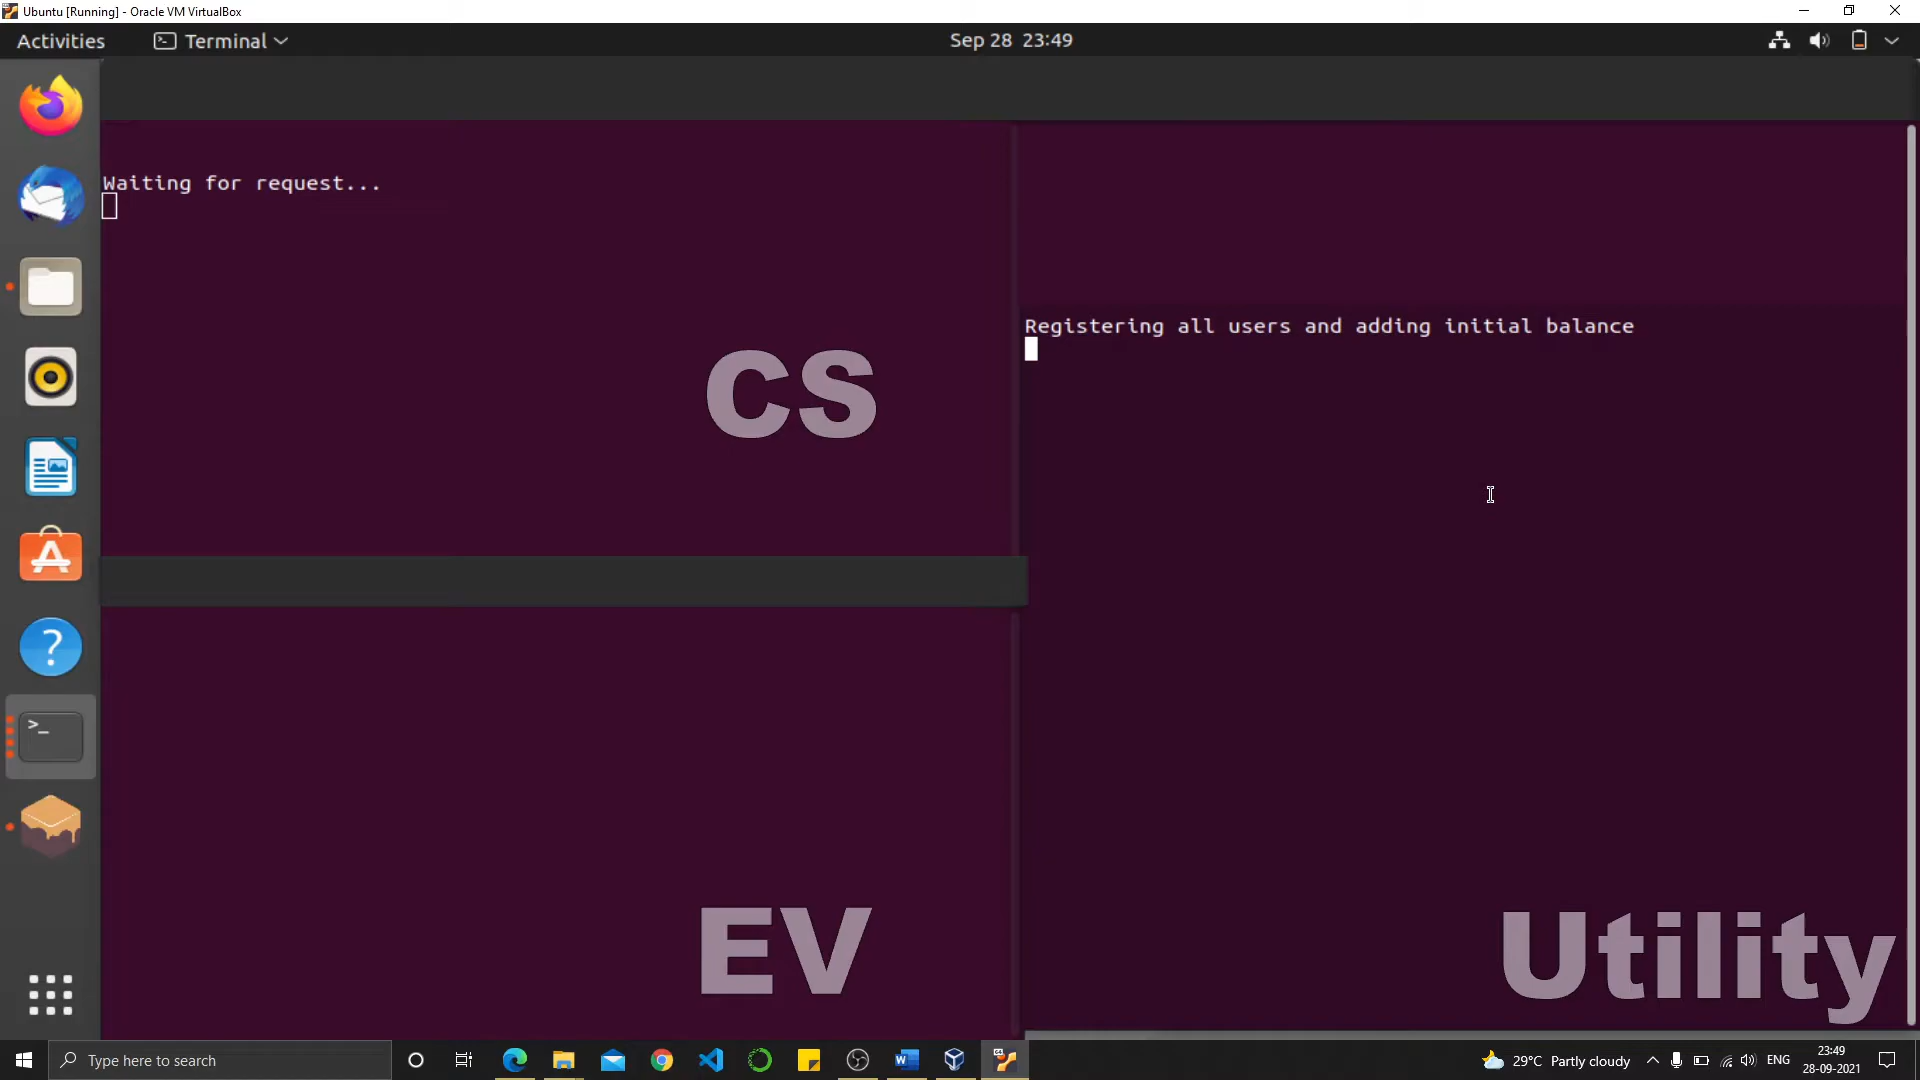 Ubuntu [Running] - Oracle VM VirtualBox
Activities
Terminal
Sep 28 23:49
Waiting for request...
CS
Registering all users and adding initial balance
EV
Utility
Type here to search
29°C Partly cloudy
ENG
23:49
28-09-2021